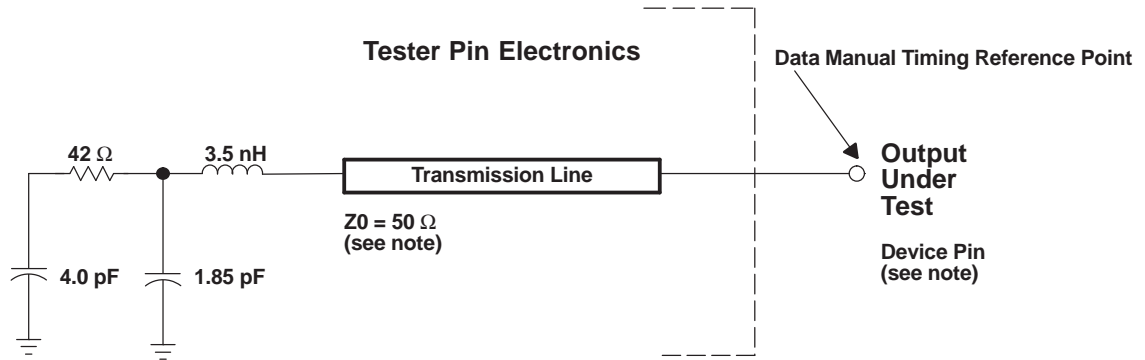 Tester Pin Electronics
Data Manual Timing Reference Point
42 Ω
3.5 nH
Transmission Line
Output
Under
Test
Z0 = 50 Ω
(see note)
Device Pin
(see note)
4.0 pF
1.85 pF